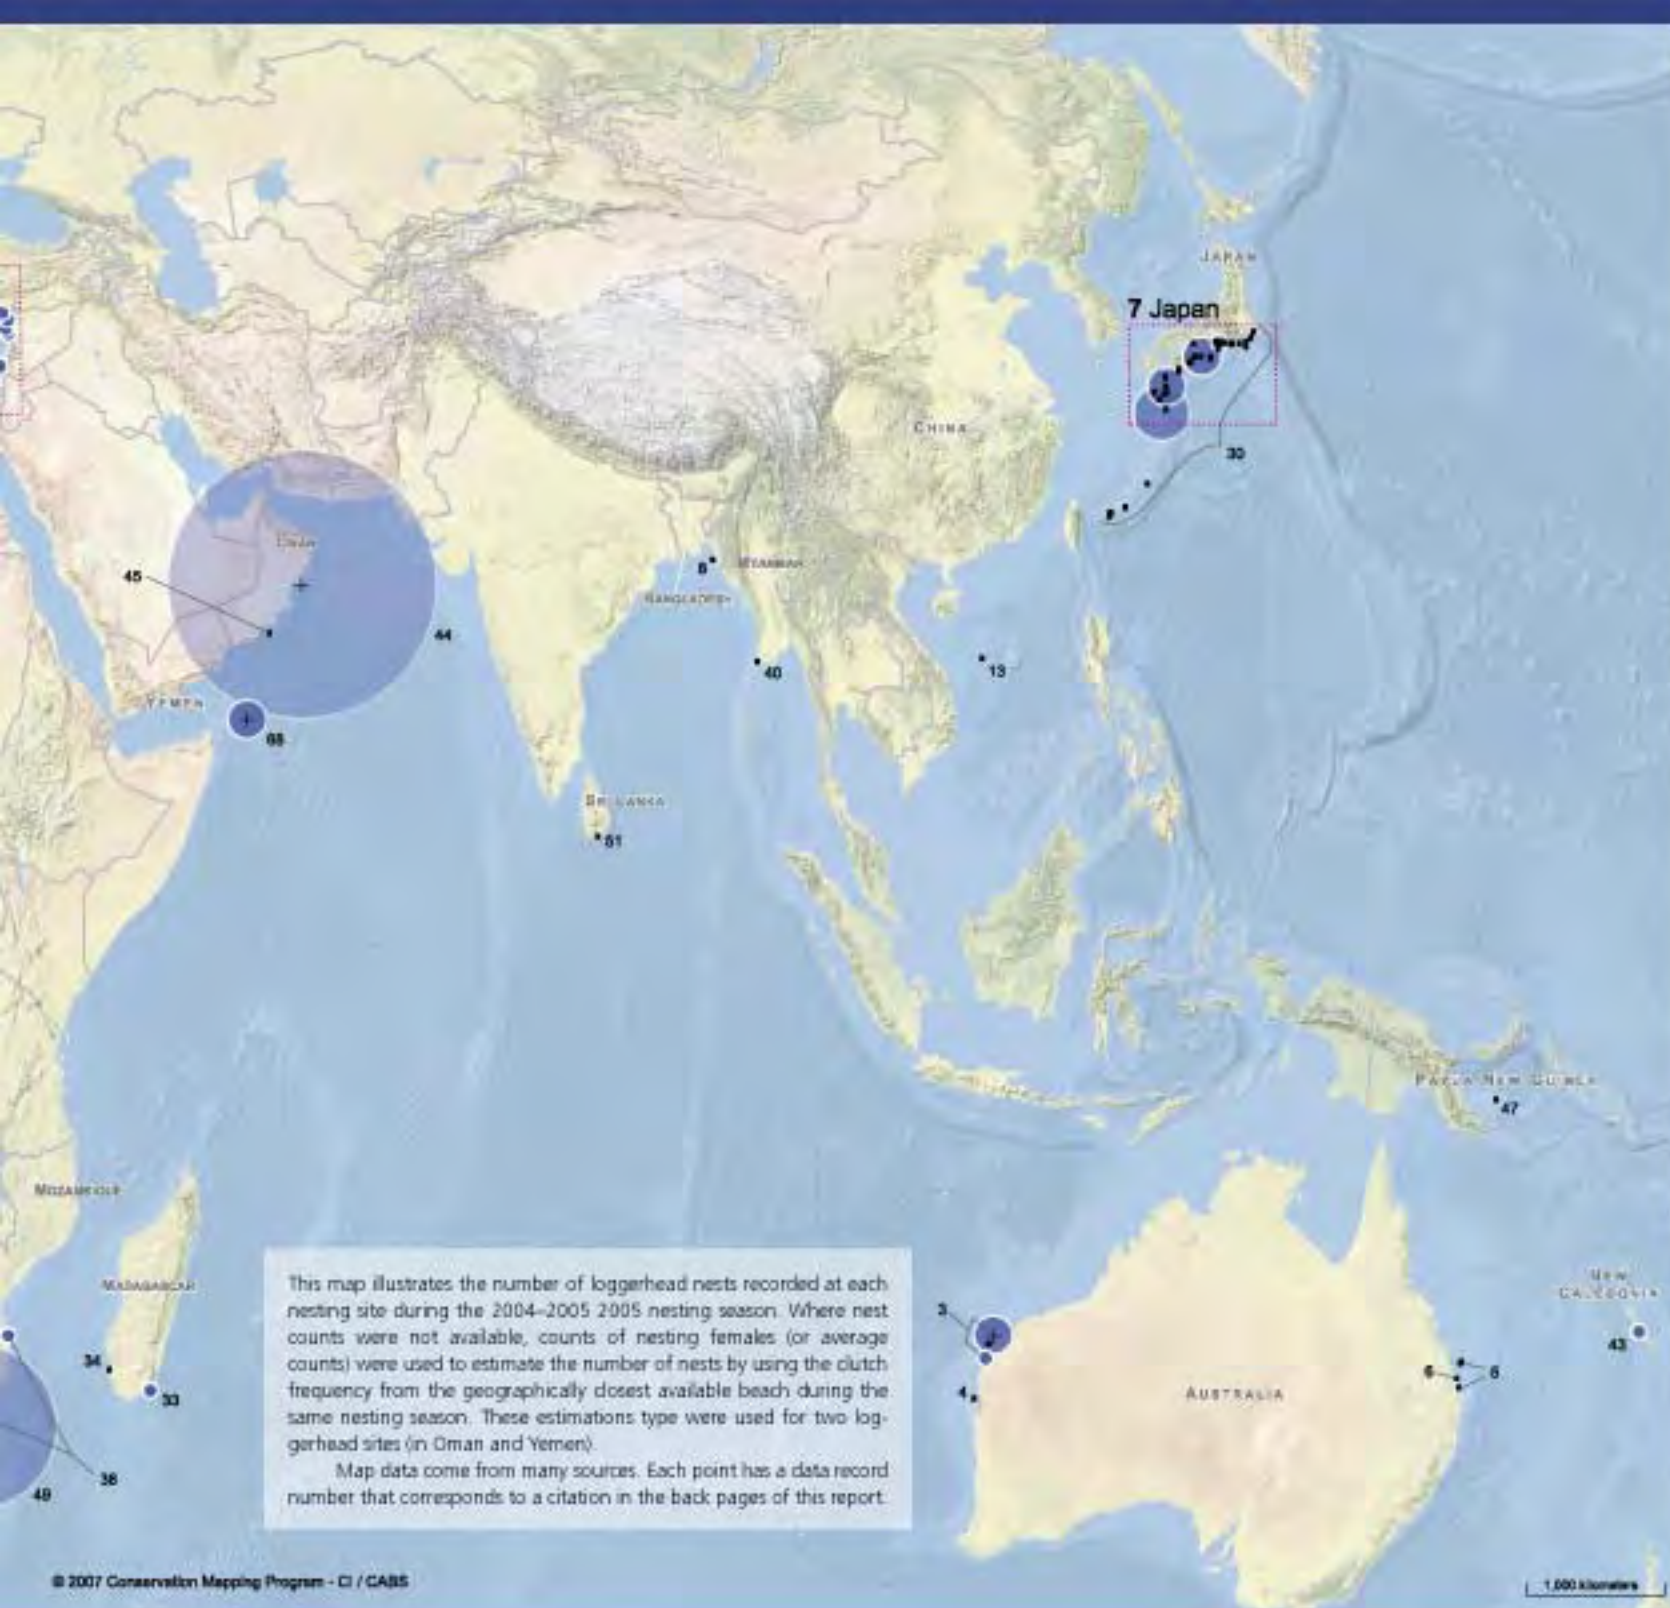 JAPAN
7 Japan
CHINA
30
OMAN
45
8
MYANMAR
BANGLADESH
44
40
13
YEMEN
68
SRI LANKA
51
PAPUA NEW GUINEA
47
MOZAMBIQUE
MADAGASCAR
This map illustrates the number of loggerhead nests recorded at each
nesting site during the 2004–2005 2005 nesting season. Where nest
counts were not available, counts of nesting females (or average
counts) were used to estimate the number of nests by using the clutch
frequency from the geographically closest available beach during the
same nesting season. These estimations type were used for two log-
gerhead sites (in Oman and Yemen).
Map data come from many sources. Each point has a data record
number that corresponds to a citation in the back pages of this report.
3
NEW
CALEDONIA
43
34
33
4
6
AUSTRALIA
49
© 2007 Conservation Mapping Program - CI / CABS
1,000 kilometers